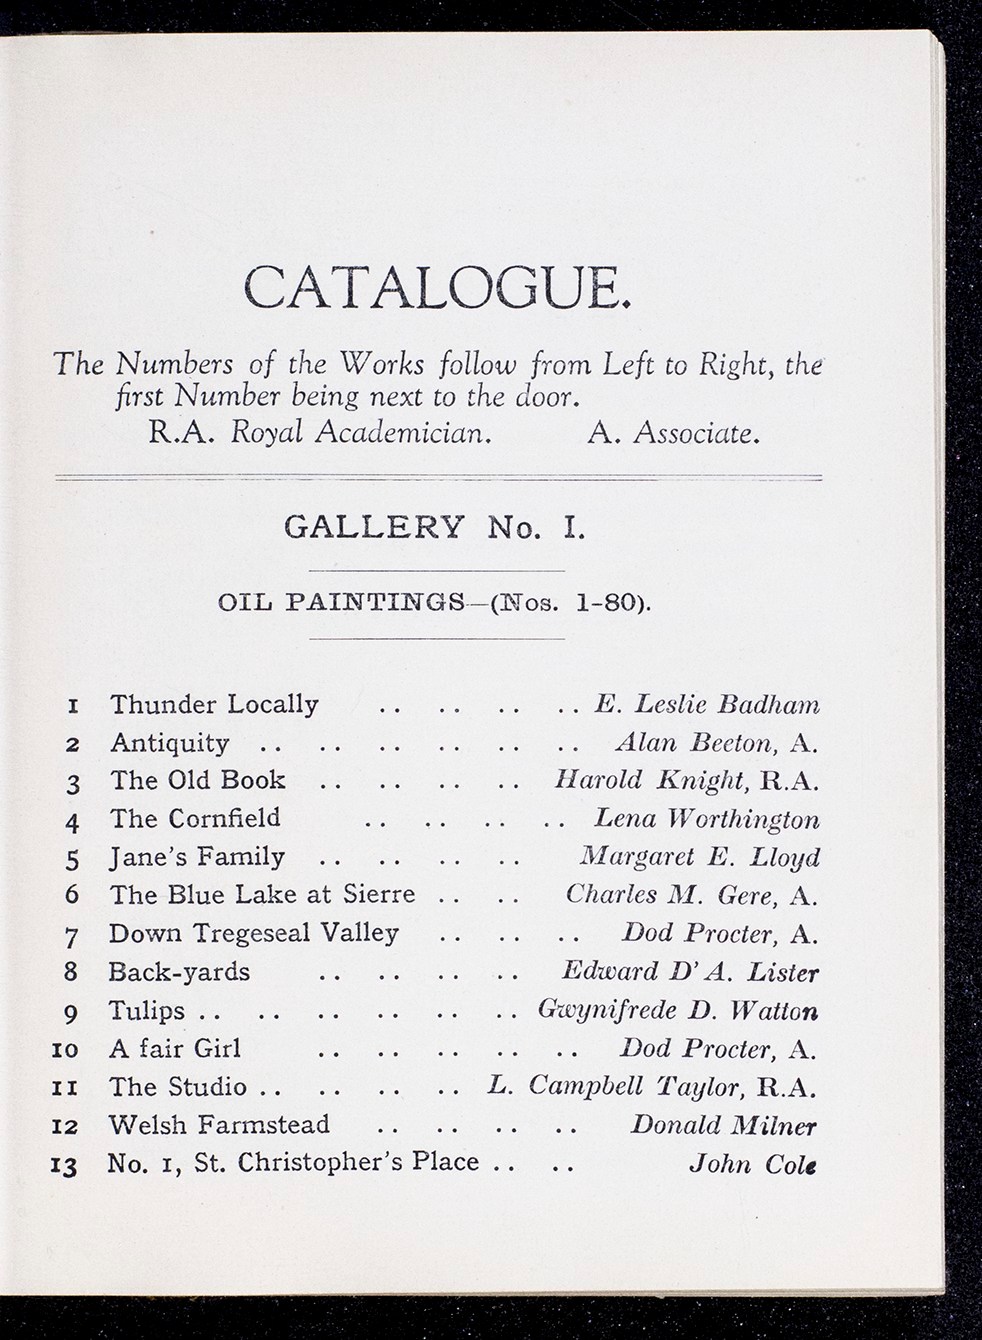 CATALOGUE.
The Numbers of the Works follow from Left to Right, the
first Number being next to the door.
R.A. Royal Academician. A. Associate.
GALLERY No. I.
OIL PAINTINGS—(Nos. 1-80).
1 Thunder Locally .. .. .. .. E. Leslie Badham
2 Antiquity .. .. .. .. .. .. Alan Beeton, A.
3 The Old Book .. .. .. .. Harold Knight, R.A.
4 The Cornfield .. .. .. .. Lena Worthington
5 Jane's Family .. .. .. .. Margaret E. Lloyd
6 The Blue Lake at Sierre .. .. Charles M. Gere, A.
7 Down Tregeseal Valley .. .. .. Dod Procter, A.
8 Back-yards .. .. .. .. Edward D'A. Lister
9 Tulips .. .. .. .. .. .. Gwynifrede D. Watton
10 A fair Girl .. .. .. .. .. Dod Procter, A.
11 The Studio .. .. .. .. L. Campbell Taylor, R.A.
12 Welsh Farmstead .. .. .. .. Donald Milner
13 No. 1, St. Christopher's Place .. .. John Cole